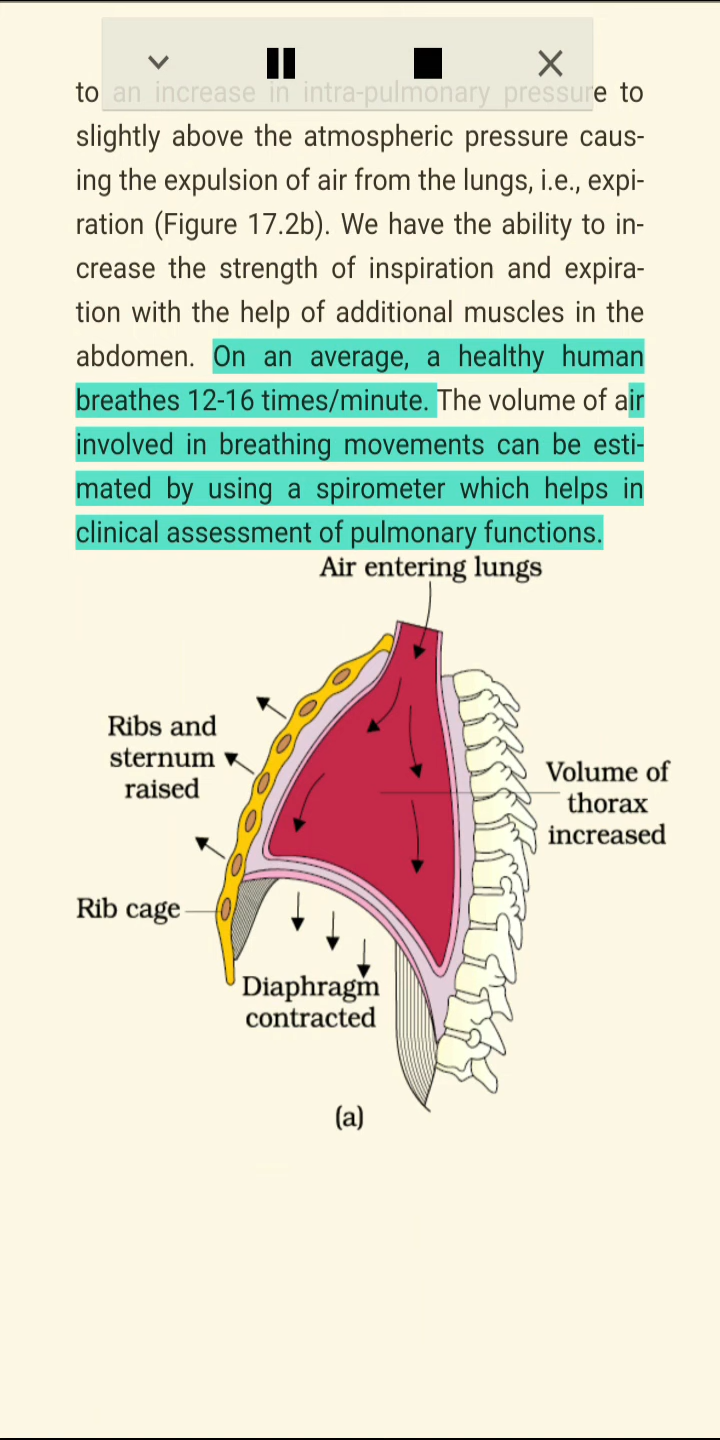 to an increase in intra-pulmonary pressure to
slightly above the atmospheric pressure caus-
ing the expulsion of air from the lungs, i.e., expi-
ration (Figure 17.2b). We have the ability to in-
crease the strength of inspiration and expira-
tion with the help of additional muscles in the
abdomen. On an average, a healthy human
breathes 12-16 times/minute. The volume of air
involved in breathing movements can be esti-
mated by using a spirometer which helps in
clinical assessment of pulmonary functions.
Air entering lungs
Ribs and
sternum
raised
Volume of
thorax
increased
Rib cage
Diaphragm
contracted
(a)